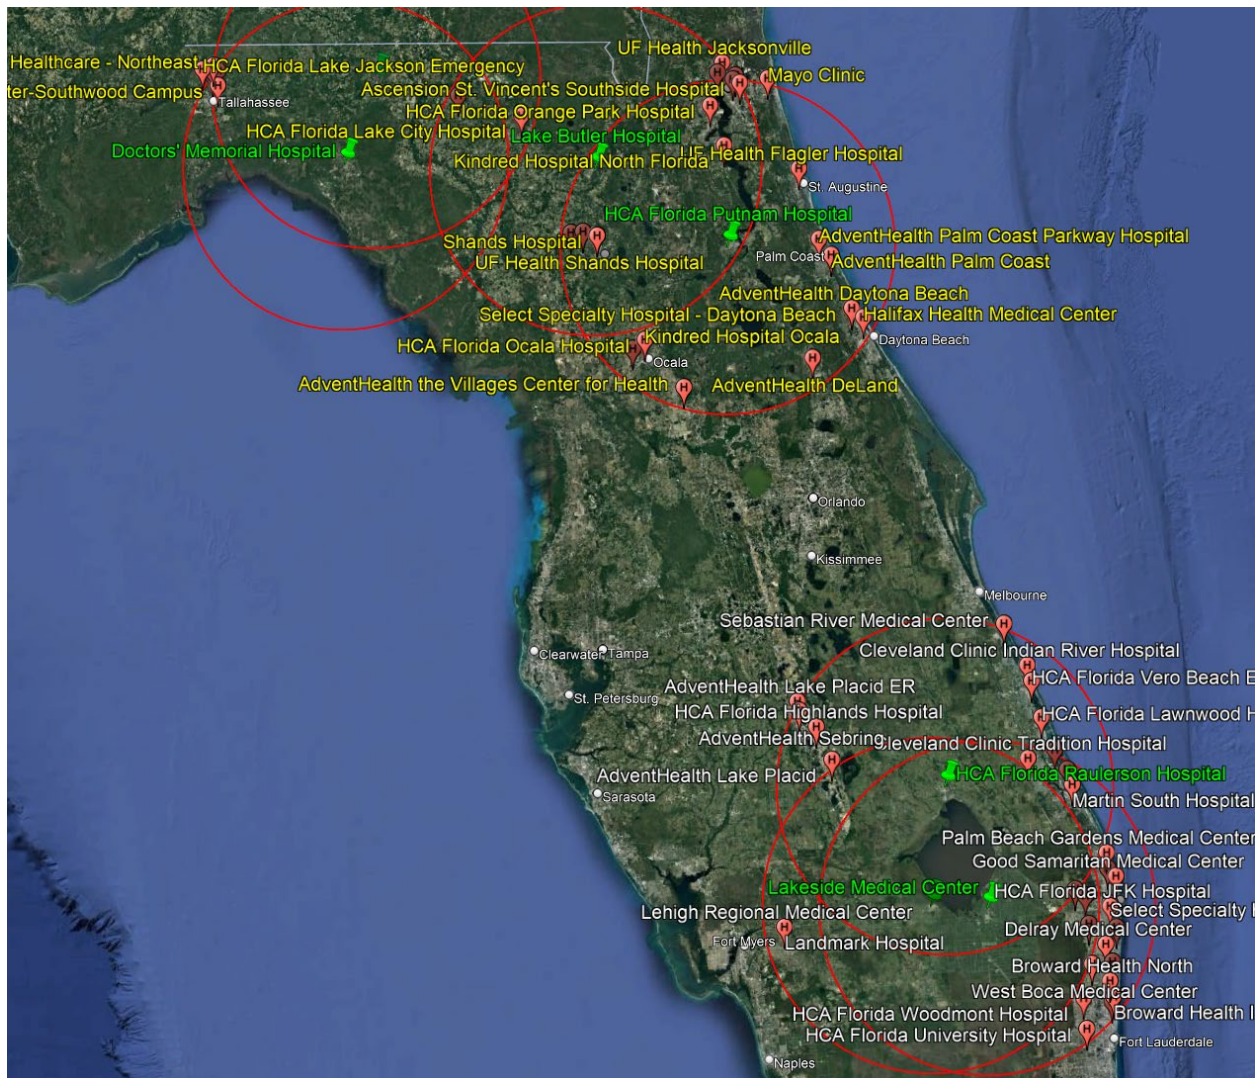 UF Health Jacksonville
Healthcare - Northeast
HCA Florida Lake Jackson Emergency
Mayo Clinic
ter-Southwood Campus
Ascension St. Vincent's Southside Hospital
Tallahassee
HCA Florida Orange Park Hospital
HCA Florida Lake City Hospital
Lake Butler Hospital
Doctors' Memorial Hospital
Kindred Hospital North Florida
UF Health Flagler Hospital
St. Augustine
HCA Florida Putnam Hospital
AdventHealth Palm Coast Parkway Hospital
Shands Hospital
UF Health Shands Hospital
Palm Coast
AdventHealth Palm Coast
AdventHealth Daytona Beach
Select Specialty Hospital - Daytona Beach
Halifax Health Medical Center
Kindred Hospital Ocala
Daytona Beach
HCA Florida Ocala Hospital
Ocala
AdventHealth the Villages Center for Health
AdventHealth DeLand
Orlando
Kissimmee
Melbourne
Sebastian River Medical Center
Clearwater
Tampa
Cleveland Clinic Indian River Hospital
HCA Florida Vero Beach E
AdventHealth Lake Placid ER
St. Petersburg
HCA Florida Highlands Hospital
HCA Florida Lawnwood H
AdventHealth Sebring
Cleveland Clinic Tradition Hospital
AdventHealth Lake Placid
HCA Florida Raulerson Hospital
Sarasota
Martin South Hospital
Palm Beach Gardens Medical Center
Good Samaritan Medical Center
Lakeside Medical Center
HCA Florida JFK Hospital
Lehigh Regional Medical Center
Select Specialty H
Delray Medical Center
Fort Myers
Landmark Hospital
Broward Health North
West Boca Medical Center
HCA Florida Woodmont Hospital
Broward Health I
HCA Florida University Hospital
Fort Lauderdale
Naples